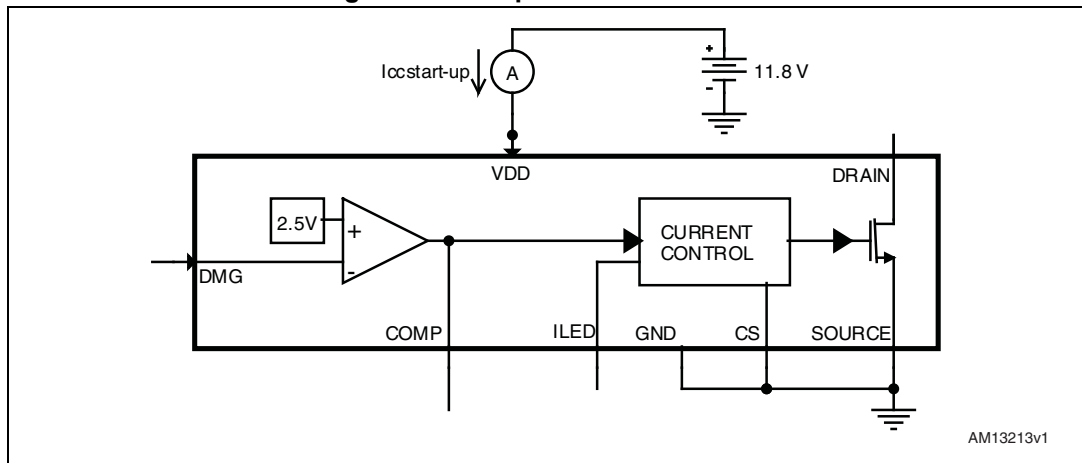 Iccstart-up
A
+
-
11.8 V
VDD
DRAIN
2.5V
+
-
CURRENT
CONTROL
DMG
COMP
ILED
GND
CS
SOURCE
AM13213v1